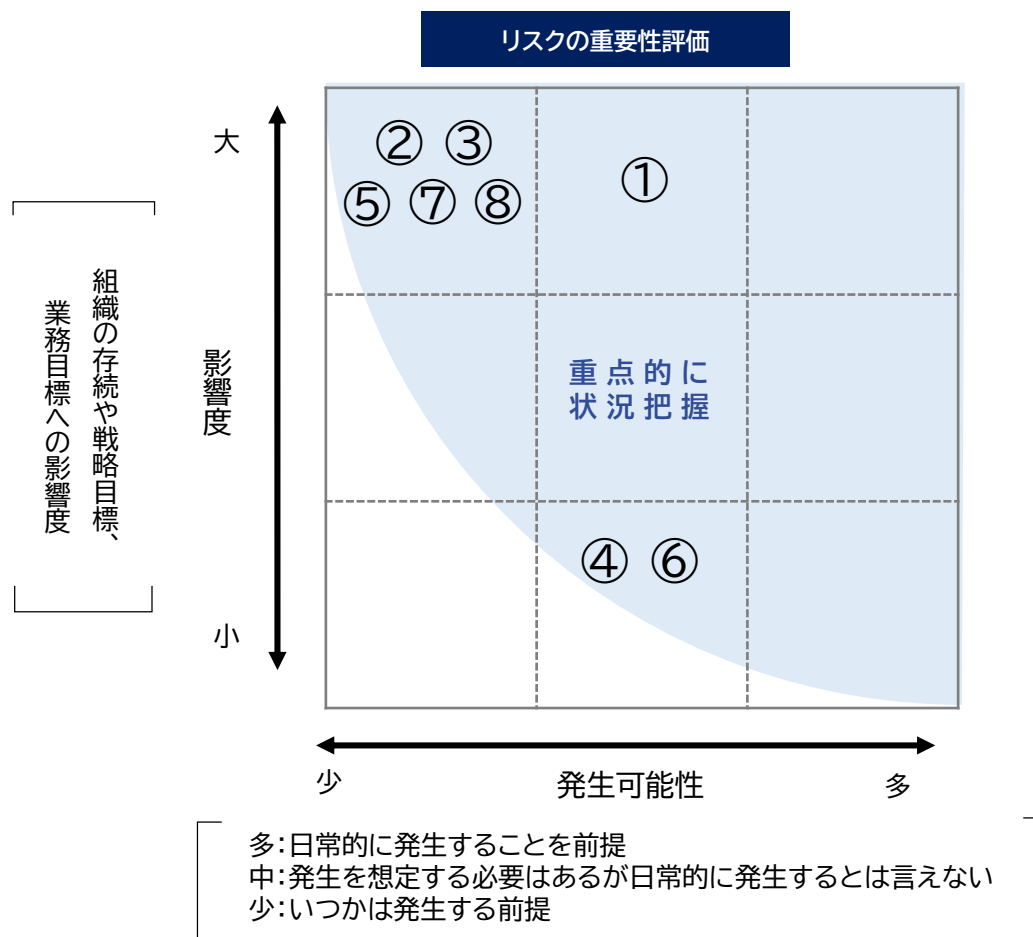 リスクの重要性評価
大
② ③
①
⑤ ⑦ ⑧
組織の存続や戦略目標、
業務目標への影響度
影響度
重点的に
状況把握
④ ⑥
小
少
発生可能性
多
多：日常的に発生することを前提
中：発生を想定する必要はあるが日常的に発生するとは言えない
少：いつかは発生する前提